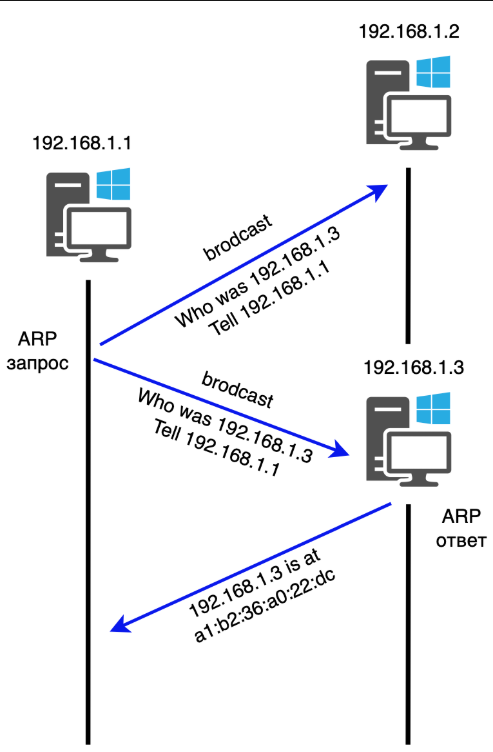 192.168.1.2
192.168.1.1
brodcast
Who was 192.168.1.3
Tell 192.168.1.1
ARP
запрос
192.168.1.3
brodcast
Who was 192.168.1.3
Tell 192.168.1.1
ARP
ответ
192.168.1.3 is at
a1:b2:36:a0:22:dc